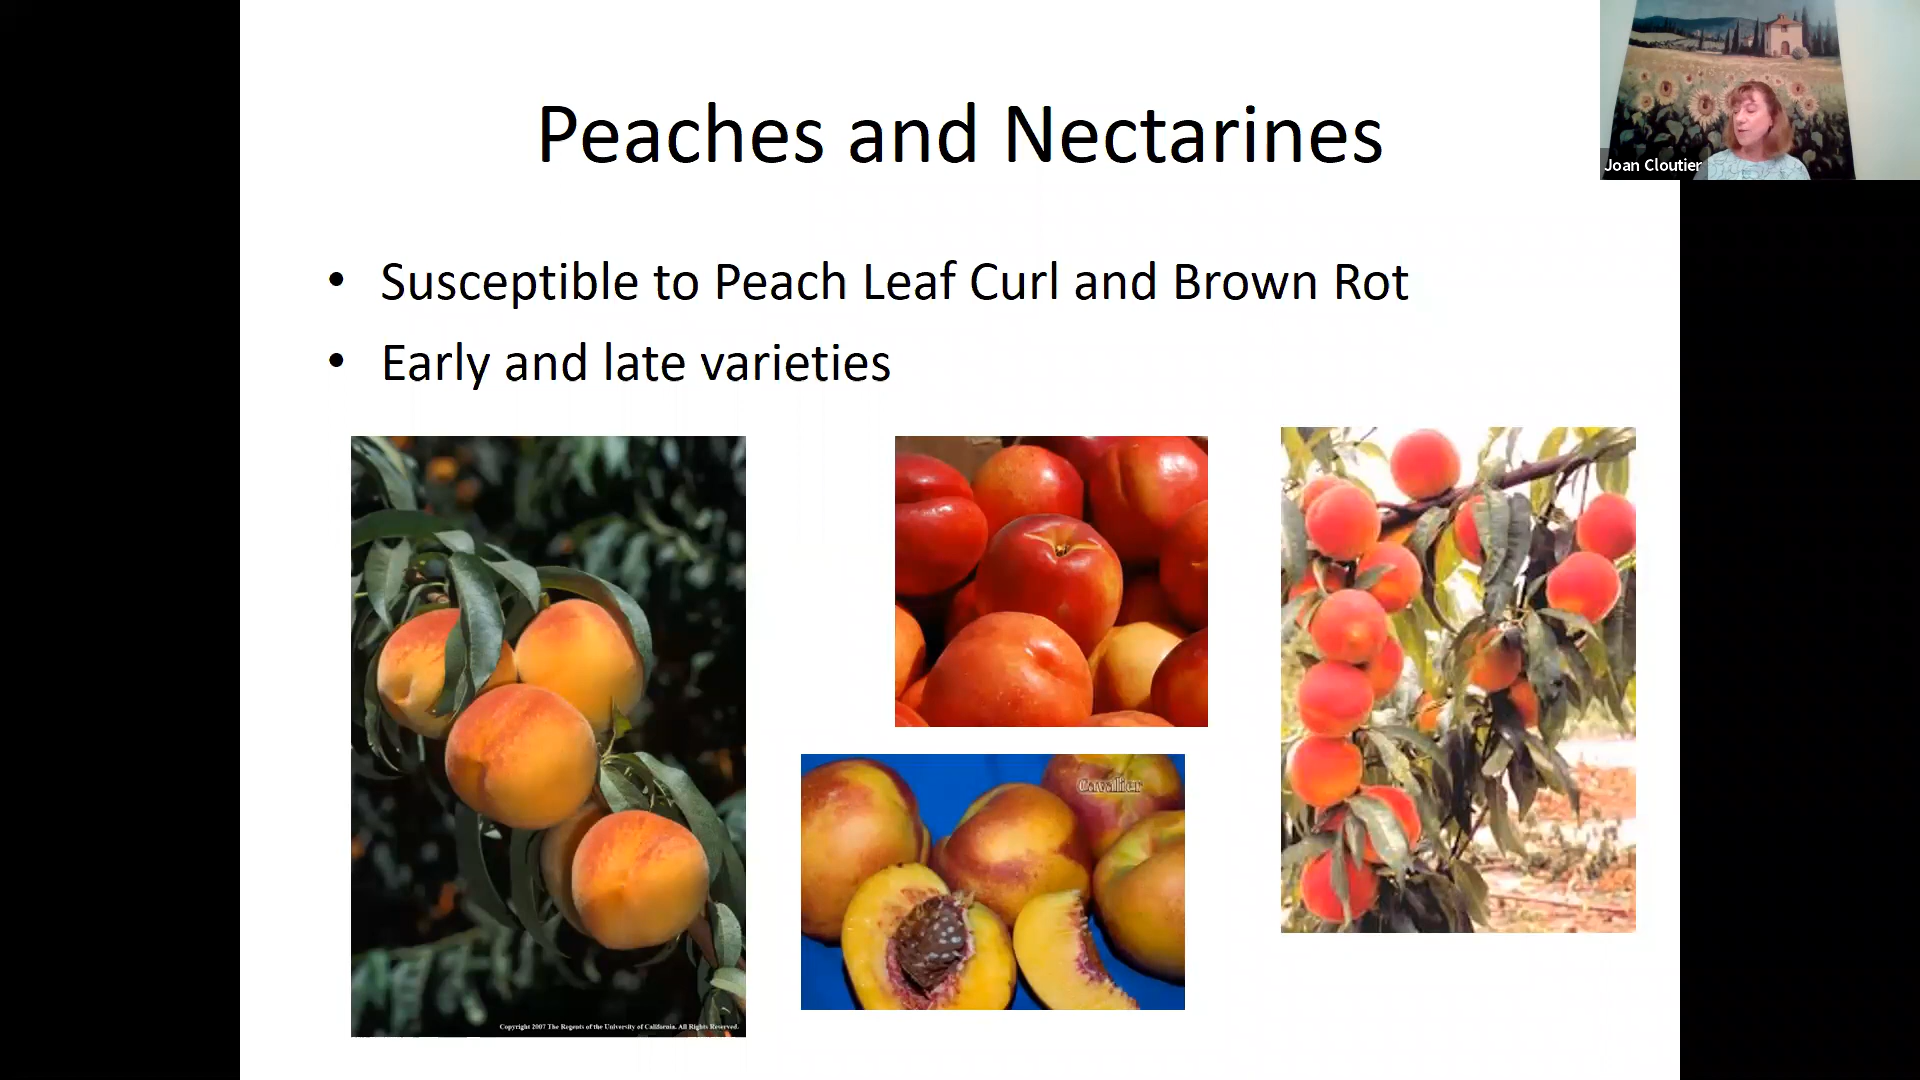 Peaches and Nectarines
Joan Cloutier
• Susceptible to Peach Leaf Curl and Brown Rot
• Early and late varieties
Cavalier
Copyright 2007 The Regents of the University of California. All Rights Reserved.